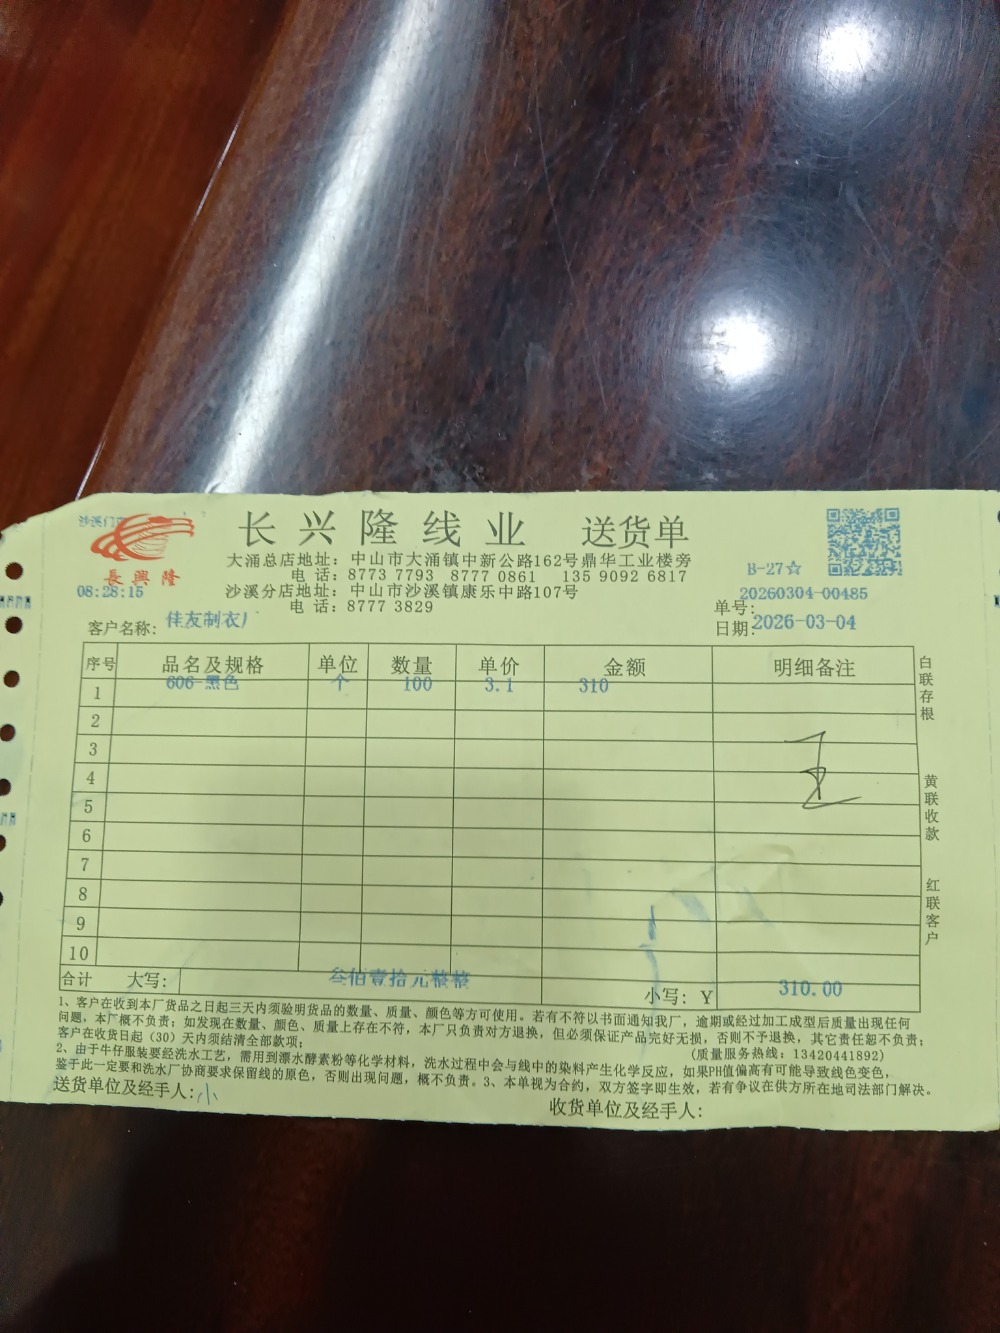 长兴隆线业 送货单
長興隆
大涌总店地址：中山市大涌镇中新公路162号鼎华工业楼旁
电 话：8773 7793 8777 0861 135 9092 6817
B-27☆
沙溪分店地址：中山市沙溪镇康乐中路107号
08:28:15
电 话：8777 3829
单号：20260304-00485
客户名称：佳友制衣厂
日期：2026-03-04
序号 品名及规格 单位 数量 单价 金额 明细备注
1 606-黑色 个 100 3.1 310
2
3
4
5
6
7
8
9
10
合计 大写：叁佰壹拾元整整 小写：Y 310.00
白联存根
黄联收款
红联客户
1、客户在收到本厂货品之日起三天内须验明货品的数量、质量、颜色等方可使用。若有不符以书面通知我厂，逾期或经过加工成型后质量出现任何
问题，本厂概不负责；如发现在数量、颜色、质量上存在不符，本厂只负责对方退换，但必须保证产品完好无损，否则不予退换，其它责任恕不负责；
客户在收货日起（30）天内须结清全部款项；
(质量服务热线：13420441892)
2、由于牛仔服装要经洗水工艺，需用到漂水酵素粉等化学材料，洗水过程中会与线中的染料产生化学反应，如果PH值偏高有可能导致线色变色，
鉴于此一定要和洗水厂协商要求保留线的原色，否则出现问题，概不负责。3、本单视为合约，双方签字即生效，若有争议在供方所在地司法部门解决。
送货单位及经手人：小
收货单位及经手人：